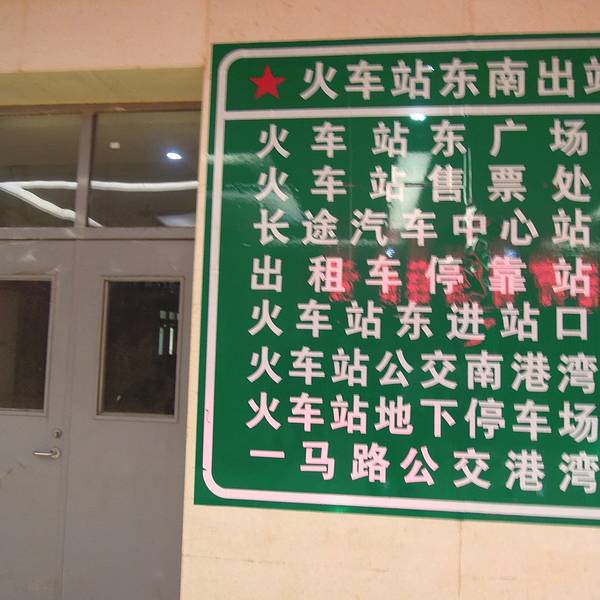 ★火车站东南出站
火车站东广场
火车站售票处
长途汽车中心站
出租车停靠站
火车站东进站口
火车站公交南港湾
火车站地下停车场
一马路公交港湾